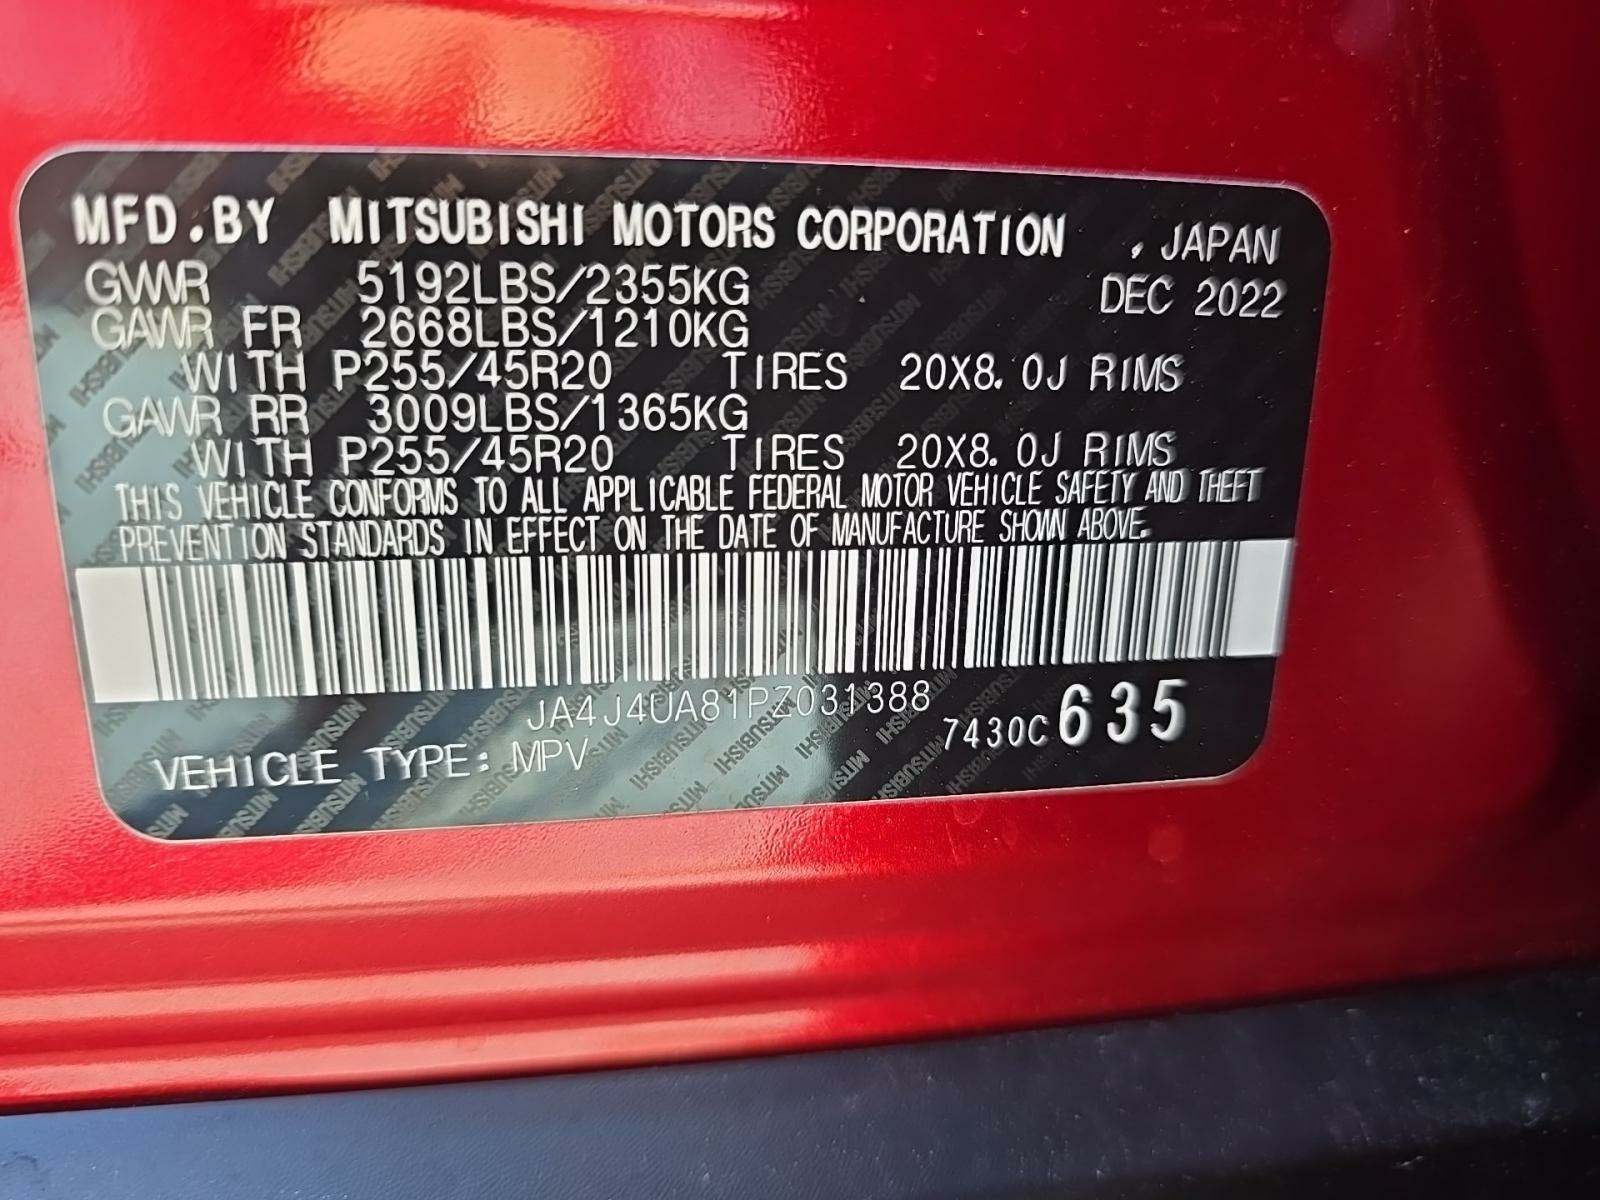 MFD.BY MITSUBISHI MOTORS CORPORATION , JAPAN
GVWR 5192LBS/2355KG DEC 2022
GAWR FR 2668LBS/1210KG
WITH P255/45R20 TIRES 20X8.0J RIMS
GAWR RR 3009LBS/1365KG
WITH P255/45R20 TIRES 20X8.0J RIMS
THIS VEHICLE CONFORMS TO ALL APPLICABLE FEDERAL MOTOR VEHICLE SAFETY AND THEFT
PREVENTION STANDARDS IN EFFECT ON THE DATE OF MANUFACTURE SHOWN ABOVE.
JA4J4UA81PZ031388
7430C 635
VEHICLE TYPE: MPV